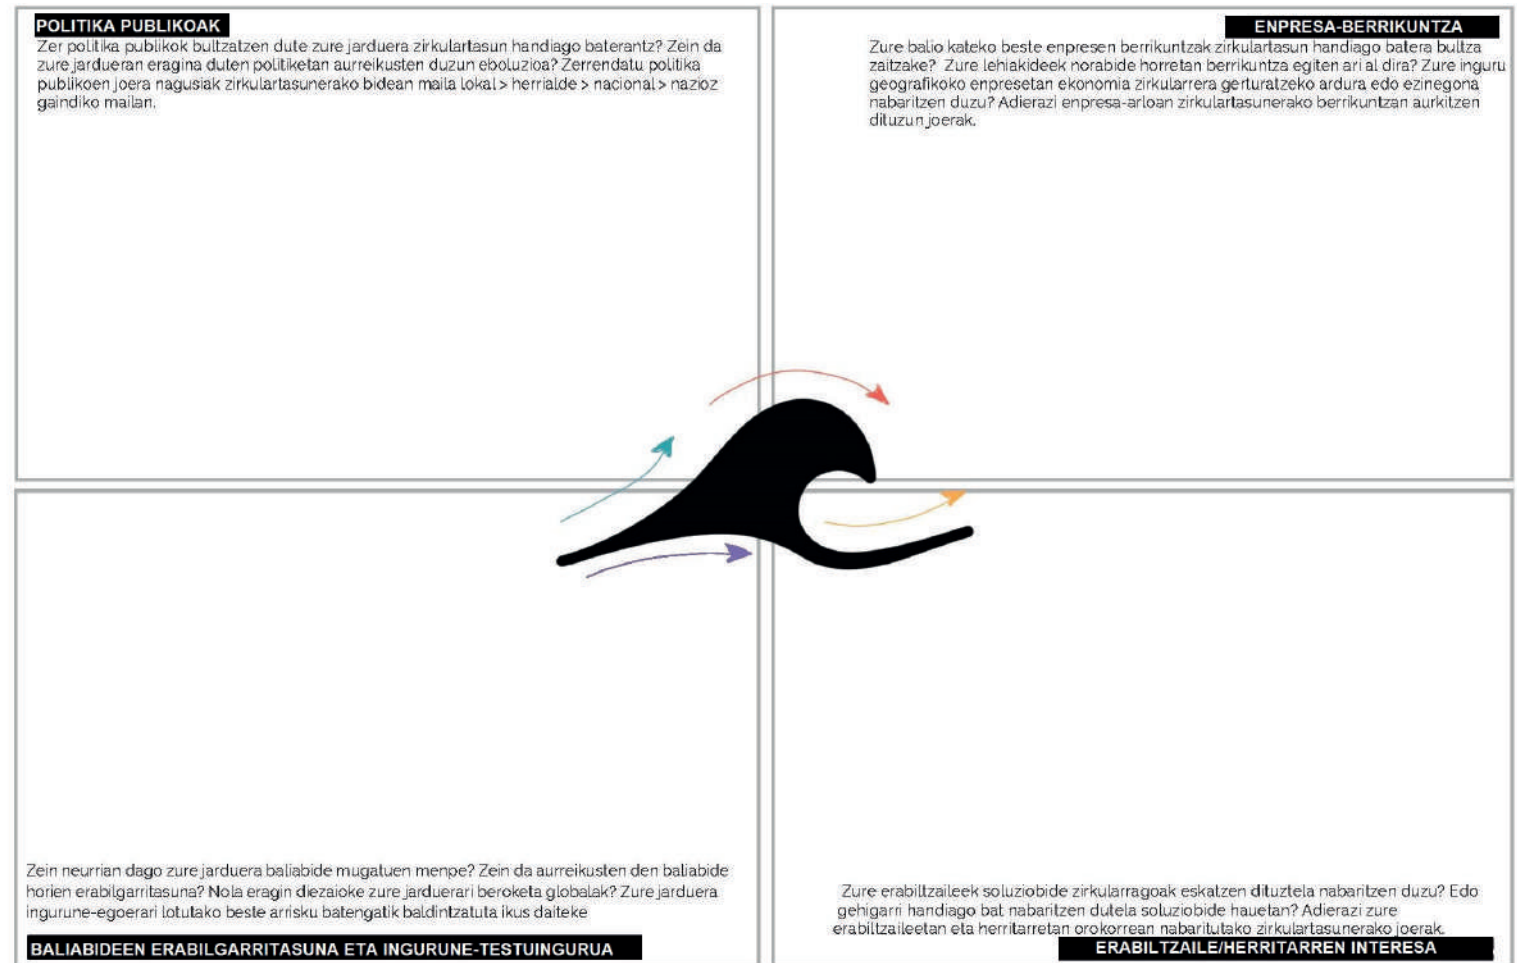 POLITIKA PUBLIKOAK
Zer politika publikok bultzatzen dute zure jarduera zirkulartasun handiago baterantz? Zein da
zure jardueran eragina duten politiketan aurreikusten duzun eboluzioa? Zerrendatu politika
publikoen joera nagusiak zirkulartasunerako bidean maila lokal > herrialde > nacional > nazioz
gaindiko mailan.
ENPRESA-BERRIKUNTZA
Zure balio kateko beste enpresen berrikuntzak zirkulartasun handiago batera bultza
zaitzake? Zure lehiakideek norabide horretan berrikuntza egiten ari al dira? Zure inguru
geografikoko enpresetan ekonomia zirkularrera gerturatzeko ardura edo ezinegona
nabaritzen duzu? Adierazi enpresa-arloan zirkulartasunerako berrikuntzan aurkitzen
dituzun joerak.
Zein neurrian dago zure jarduera baliabide mugatuen menpe? Zein da aurreikusten den baliabide
horien erabilgarritasuna? Nola eragin diezaioke zure jarduerari beroketa globalak? Zure jarduera
ingurune-egoerari lotutako beste arrisku batengatik baldintzatuta ikus daiteke
BALIABIDEEN ERABILGARRITASUNA ETA INGURUNE-TESTUINGURUA
Zure erabiltzaileek soluziobide zirkularragoak eskatzen dituztela nabaritzen duzu? Edo
gehigarri handiago bat nabaritzen dutela soluziobide hauetan? Adierazi zure
erabiltzaileetan eta herritarretan orokorrean nabaritutako zirkulartasunerako joerak.
ERABILTZAILE/HERRITARREN INTERESA